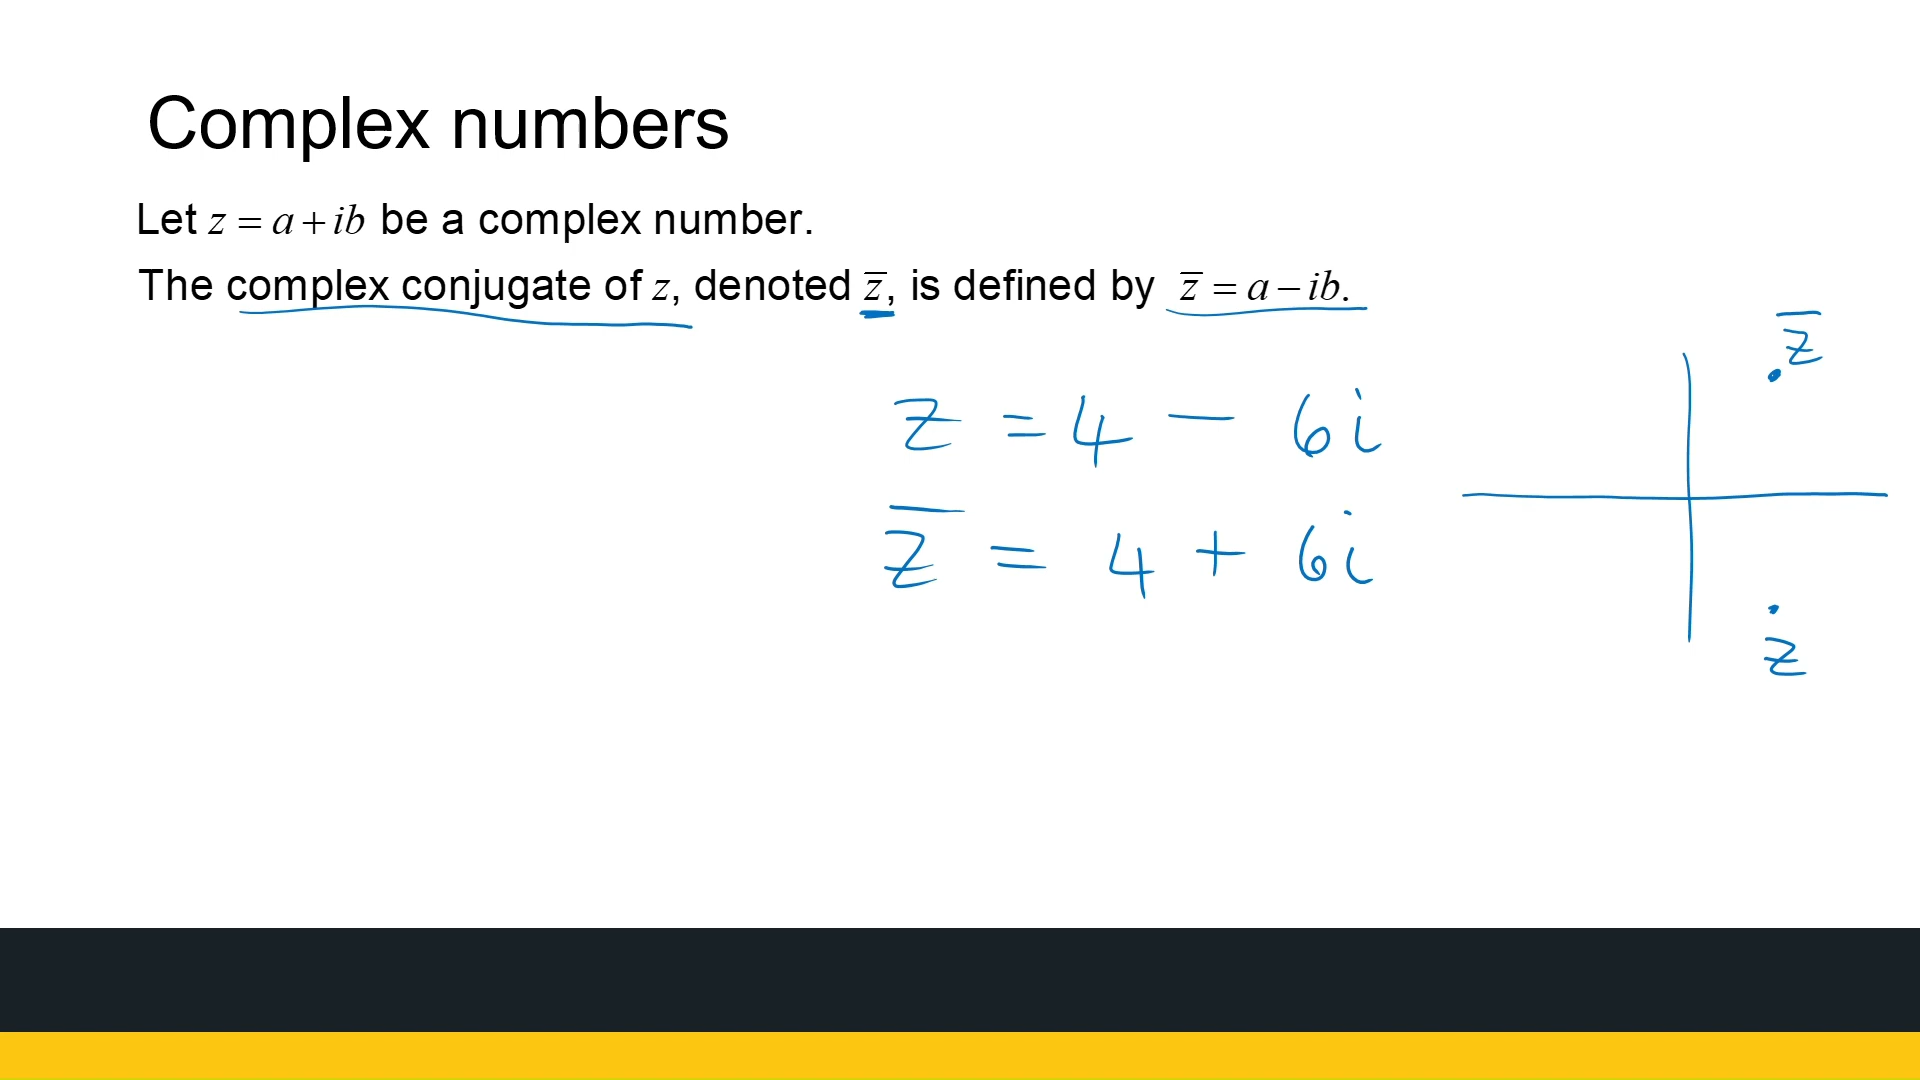 Complex numbers
Let z = a + ib be a complex number.
The complex conjugate of z, denoted z̅, is defined by z̅ = a − ib.
z = 4 − 6i
z̅ = 4 + 6i
z̅
z